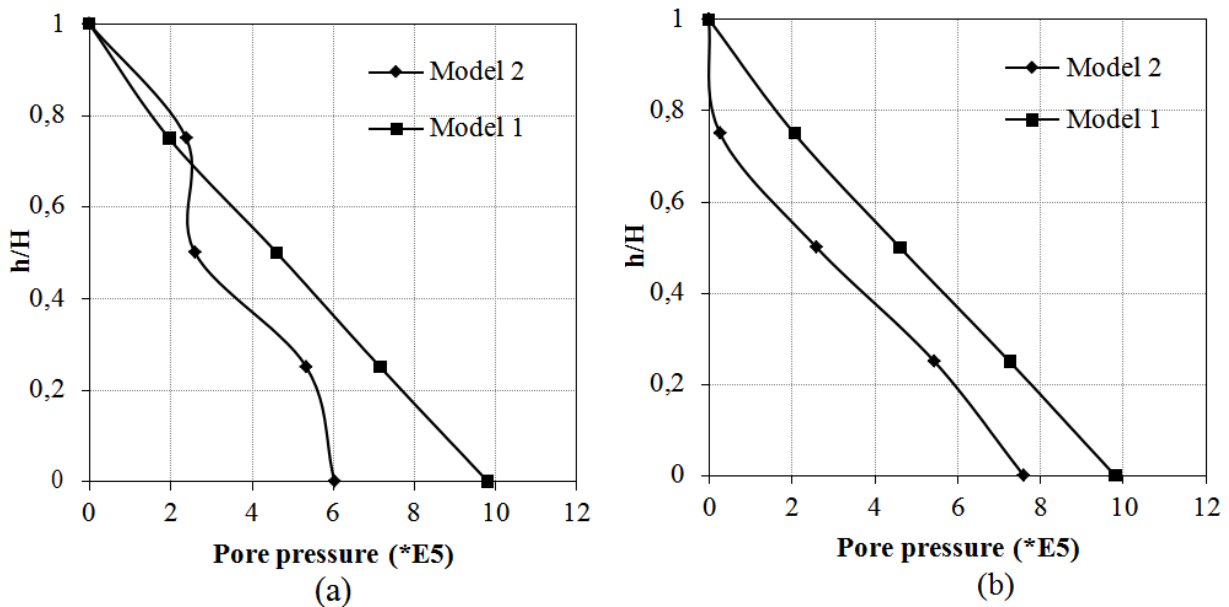 1
0,8
0,6
0,4
0,2
0
h/H
Model 2
Model 1
0 2 4 6 8 10 12
Pore pressure (*E5)
(a)
1
0,8
0,6
0,4
0,2
0
h/H
Model 2
Model 1
0 2 4 6 8 10 12
Pore pressure (*E5)
(b)